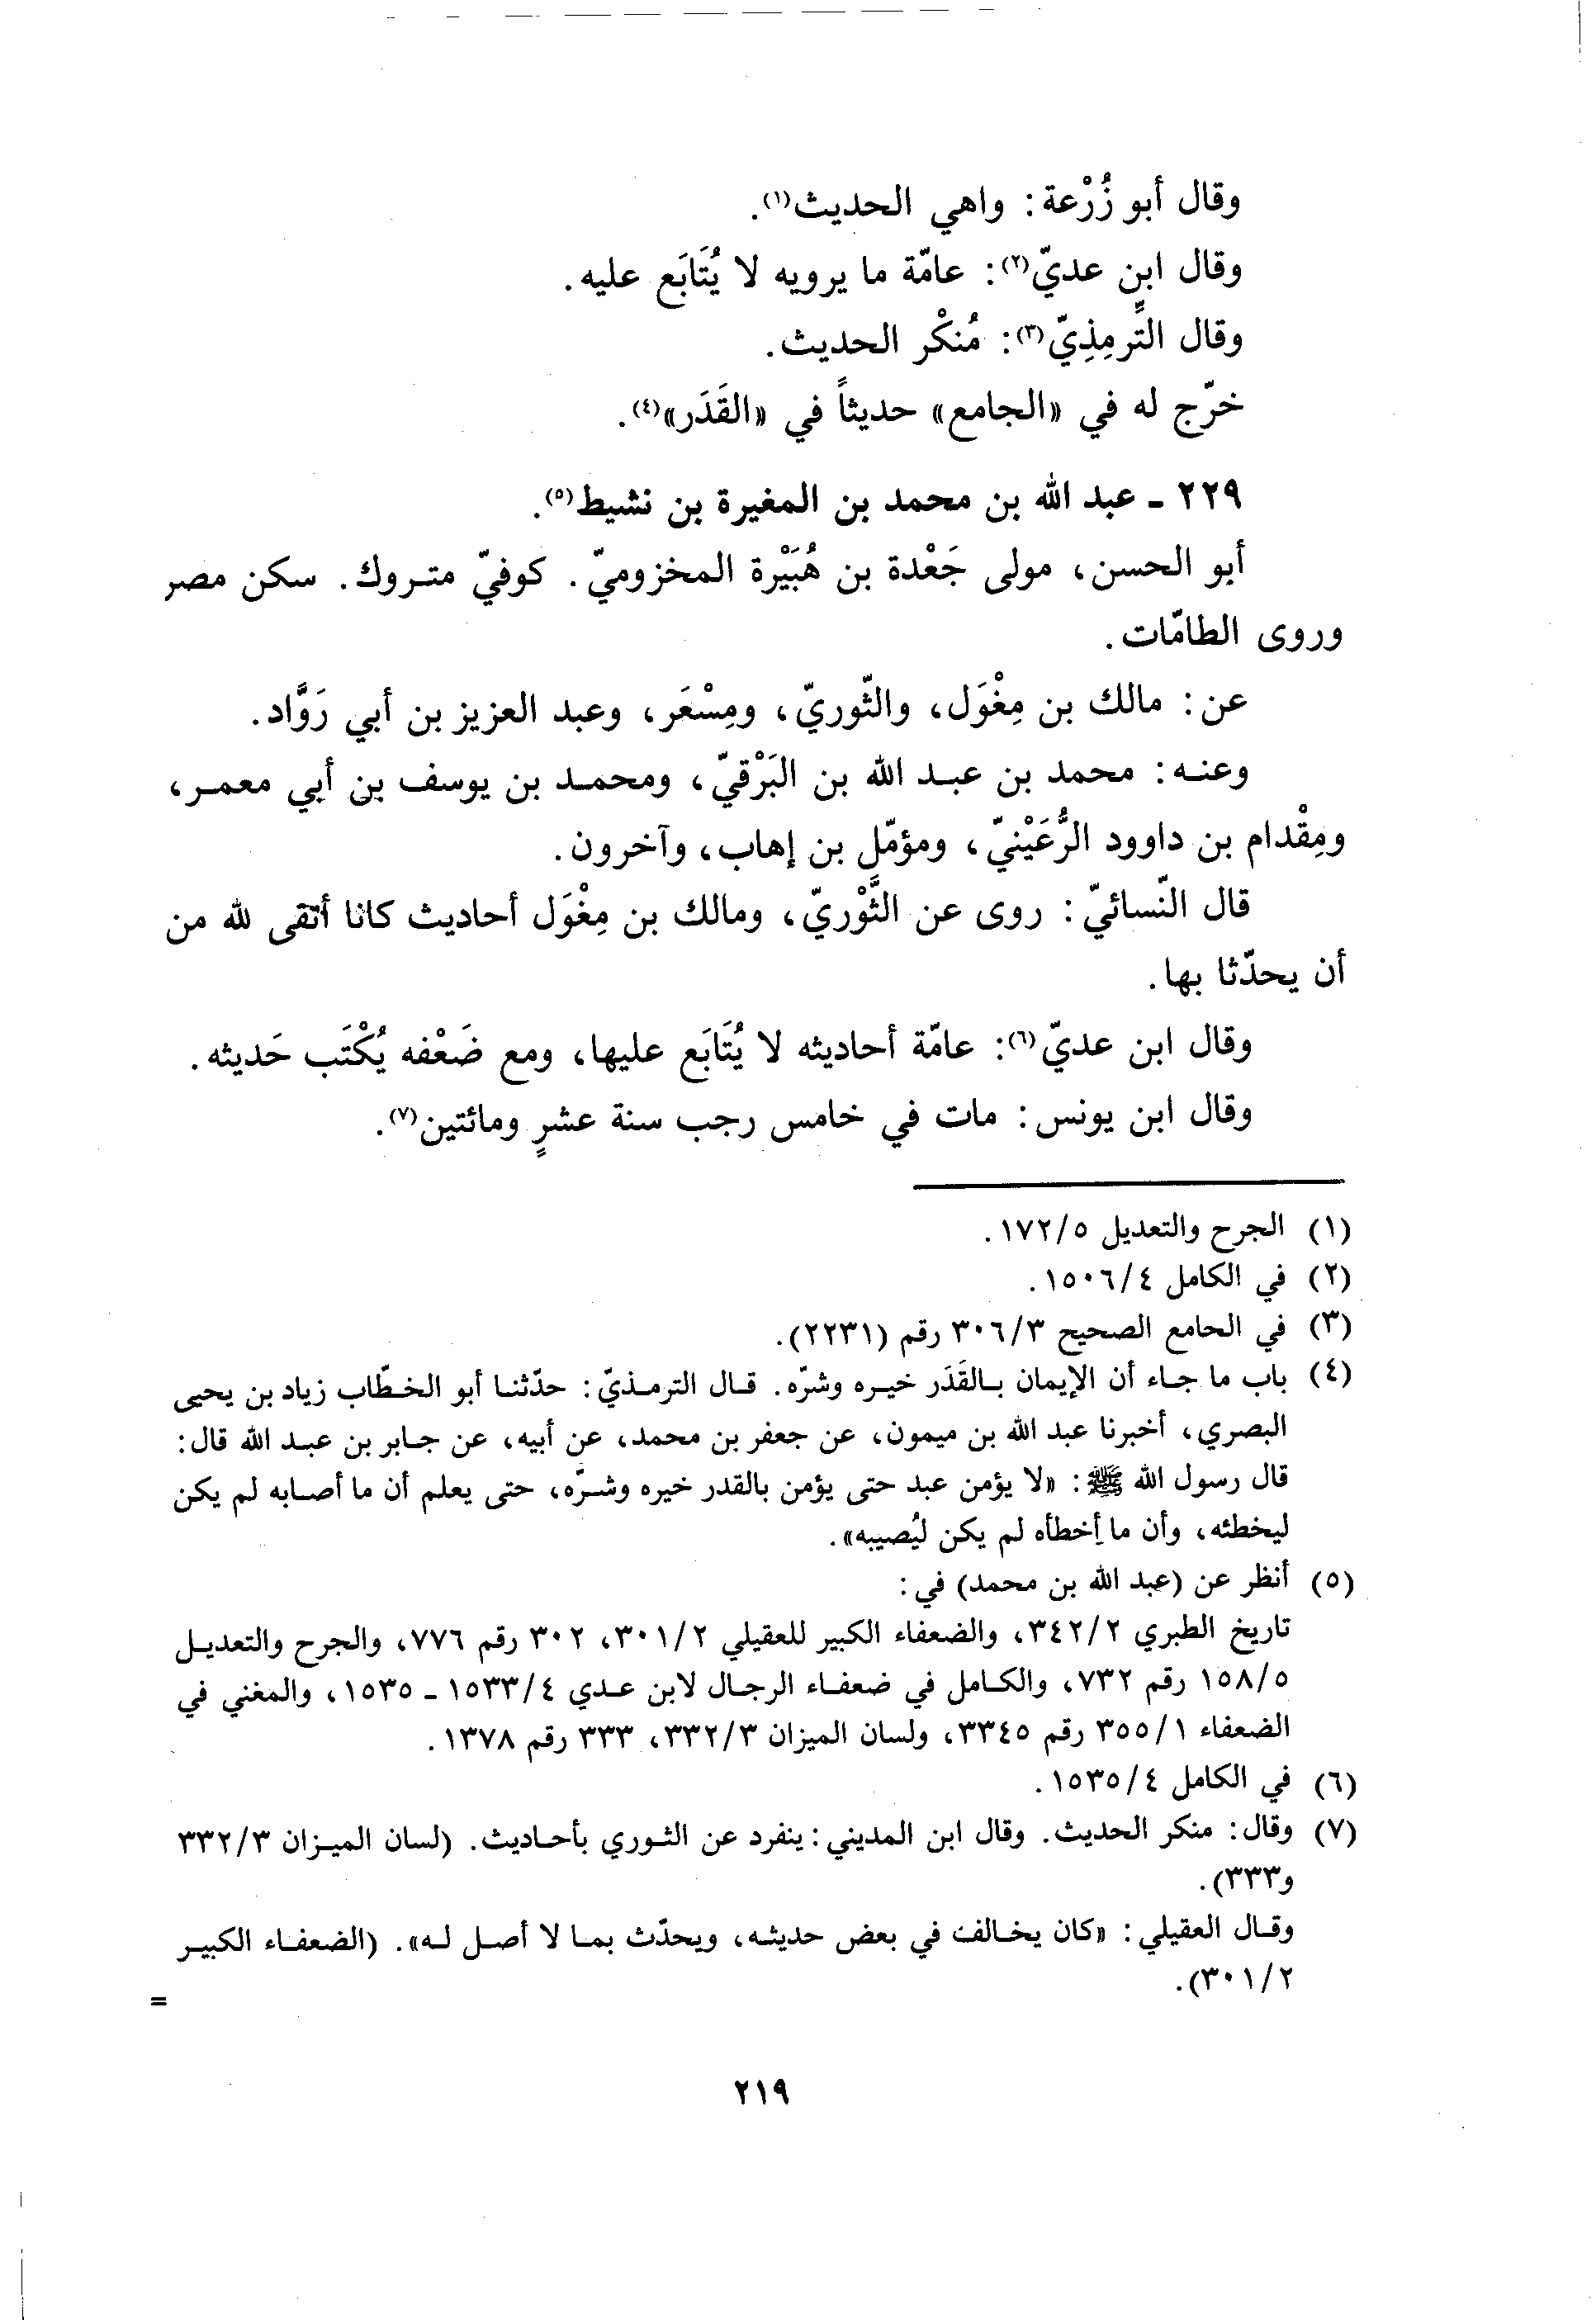 وقال أبو زُرْعة: واهي الحديث(١).
وقال ابن عديّ(٢): عامّة ما يرويه لا يُتَابَع عليه.
وقال التِّرمِذِيّ(٣): مُنكْر الحديث.
خرّج له في «الجامع» حديثاً في «القَدَر»(٤).
٢٢٩ - عبد الله بن محمد بن المغيرة بن نشيط(٥).
أبو الحسن، مولى جَعْدة بن هُبَيْرة المخزوميّ. كوفيّ متروك. سكن مصر
وروى الطامّات.
عن: مالك بن مِغْوَل، والثّوريّ، ومِسْعَر، وعبد العزيز بن أبي رَوَّاد.
وعنه: محمد بن عبد الله بن البَرْقيّ، ومحمد بن يوسف بن أبي معمر،
ومِقْدام بن داوود الرُّعَيْنيّ، ومؤمّل بن إهاب، وآخرون.
قال النّسائيّ: روى عن الثَّوْريّ، ومالك بن مِغْوَل أحاديث كانا أتقى لله من
أن يحدّثا بها.
وقال ابن عديّ(٦): عامّة أحاديثه لا يُتَابَع عليها، ومع ضَعْفه يُكْتَب حَديثه.
وقال ابن يونس: مات في خامس رجب سنة عشرٍ ومائتين(٧).
(١) الجرح والتعديل ١٧٢/٥.
(٢) في الكامل ١٥٠٦/٤.
(٣) في الحامع الصحيح ٣٠٦/٣ رقم (٢٢٣١).
(٤) باب ما جاء أن الإيمان بالقَدَر خيره وشرّه. قال الترمذيّ: حدّثنا أبو الخطّاب زياد بن يحيى
البصري، أخبرنا عبد الله بن ميمون، عن جعفر بن محمد، عن أبيه، عن جابر بن عبد الله قال:
قال رسول الله ﷺ: «لا يؤمن عبد حتى يؤمن بالقدر خيره وشرّه، حتى يعلم أن ما أصابه لم يكن
ليخطئه، وأن ما أخطأه لم يكن ليُصيبه».
(٥) أنظر عن (عبد الله بن محمد) في:
تاريخ الطبري ٣٤٢/٢، والضعفاء الكبير للعقيلي ٣٠١/٢، ٣٠٢ رقم ٧٧٦، والجرح والتعديل
١٥٨/٥ رقم ٧٣٢، والكامل في ضعفاء الرجال لابن عدي ١٥٣٣/٤ - ١٥٣٥، والمغني في
الضعفاء ٣٥٥/١ رقم ٣٣٤٥، ولسان الميزان ٣٣٢/٣، ٣٣٣ رقم ١٣٧٨.
(٦) في الكامل ١٥٣٥/٤.
(٧) وقال: منكر الحديث. وقال ابن المديني: ينفرد عن الثوري بأحاديث. (لسان الميزان ٣٣٢/٣
و٣٣٣).
وقال العقيلي: «كان يخالف في بعض حديثه، ويحدّث بما لا أصل له». (الضعفاء الكبير
٣٠١/٢).
=
٢١٩